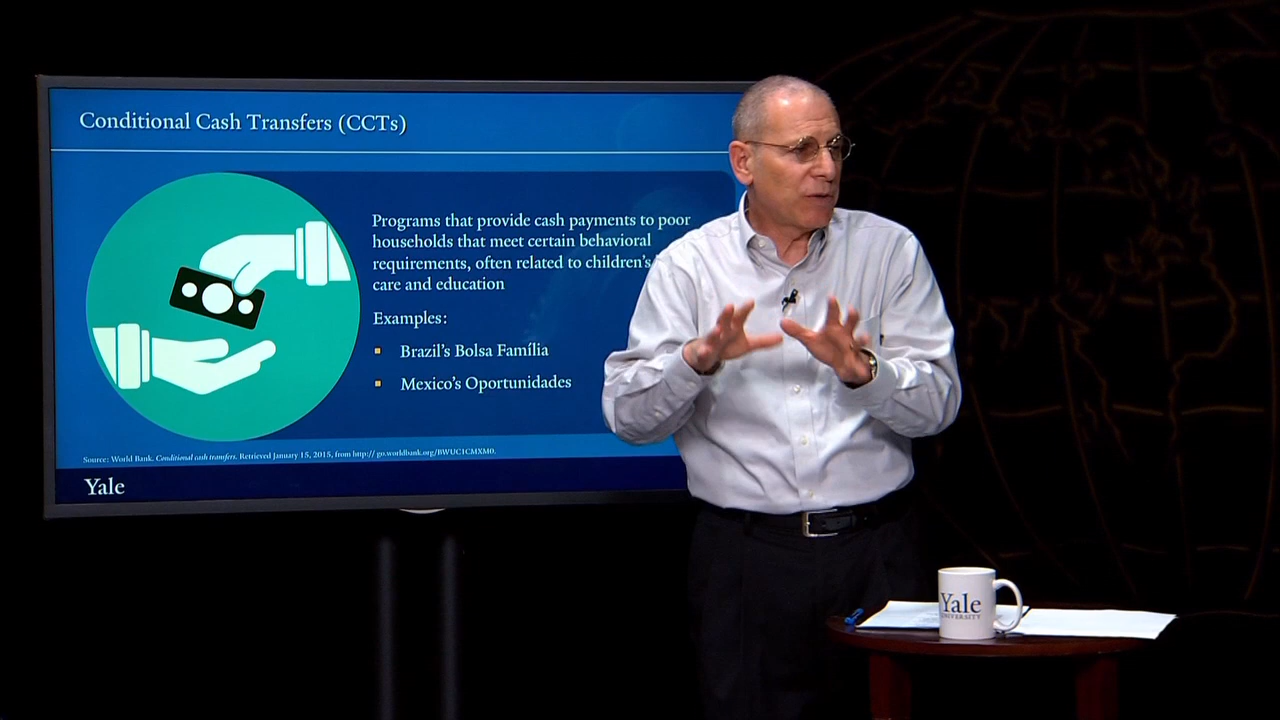 Conditional Cash Transfers (CCTs)
Programs that provide cash payments to poor
households that meet certain behavioral
requirements, often related to children's
care and education
Examples:
Brazil's Bolsa Família
Mexico's Oportunidades
Source: World Bank. Conditional cash transfers. Retrieved January 15, 2015, from http:// go.worldbank.org/BWUC1CMXM0.
Yale
Yale
UNIVERSITY